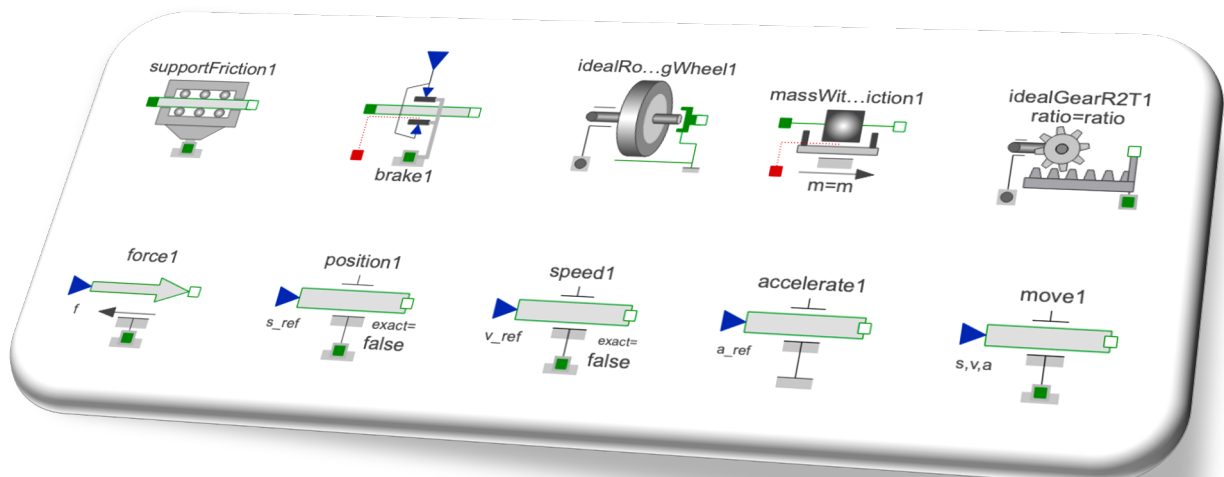 supportFriction1
brake1
idealRo...gWheel1
massWit...iction1
m=m
idealGearR2T1
ratio=ratio
force1
f
position1
s_ref
exact=
false
speed1
v_ref
exact=
false
accelerate1
a_ref
move1
s,v,a